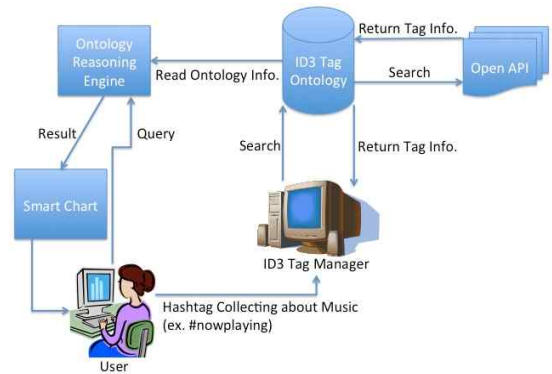 Ontology
Reasoning
Engine
ID3 Tag
Ontology
Return Tag Info.
Open API
Read Ontology Info.
Search
Result
Query
Search
Return Tag Info.
Smart Chart
ID3 Tag Manager
Hashtag Collecting about Music
(ex. #nowplaying)
User